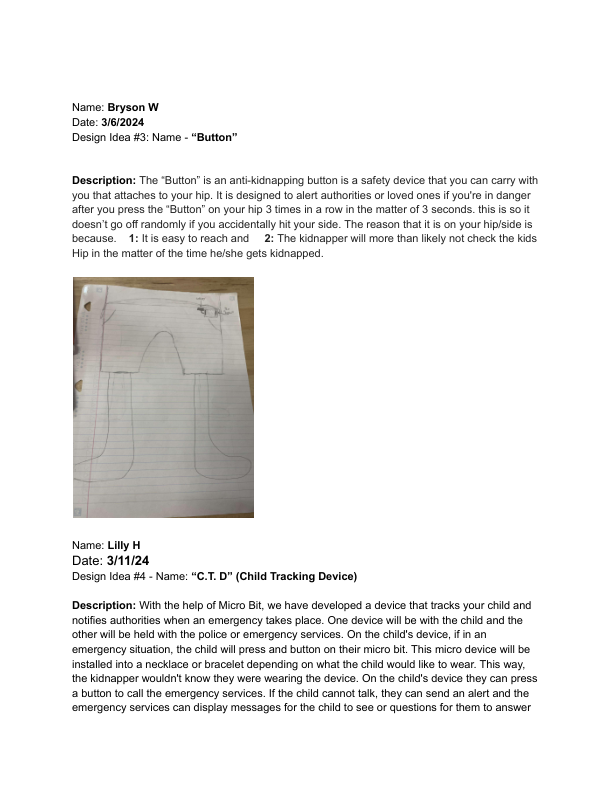 Name: Bryson W
Date: 3/6/2024
Design Idea #3: Name - “Button”
Description: The “Button” is an anti-kidnapping button is a safety device that you can carry with
you that attaches to your hip. It is designed to alert authorities or loved ones if you're in danger
after you press the “Button” on your hip 3 times in a row in the matter of 3 seconds. this is so it
doesn’t go off randomly if you accidentally hit your side. The reason that it is on your hip/side is
because. 1: It is easy to reach and 2: The kidnapper will more than likely not check the kids
Hip in the matter of the time he/she gets kidnapped.
Name: Lilly H
Date: 3/11/24
Design Idea #4 - Name: “C.T. D” (Child Tracking Device)
Description: With the help of Micro Bit, we have developed a device that tracks your child and
notifies authorities when an emergency takes place. One device will be with the child and the
other will be held with the police or emergency services. On the child's device, if in an
emergency situation, the child will press and button on their micro bit. This micro device will be
installed into a necklace or bracelet depending on what the child would like to wear. This way,
the kidnapper wouldn't know they were wearing the device. On the child's device they can press
a button to call the emergency services. If the child cannot talk, they can send an alert and the
emergency services can display messages for the child to see or questions for them to answer